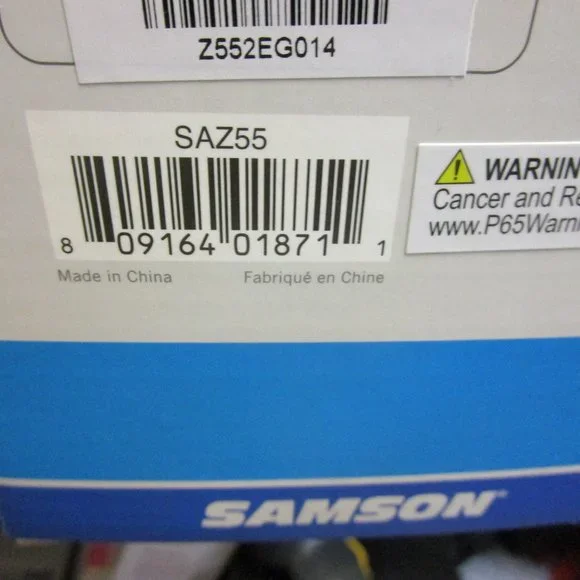 Z552EG014
SAZ55
8 09164 01871 1
Made in China Fabriqué en Chine
WARNIN
Cancer and Re
www.P65Warni
SAMSON